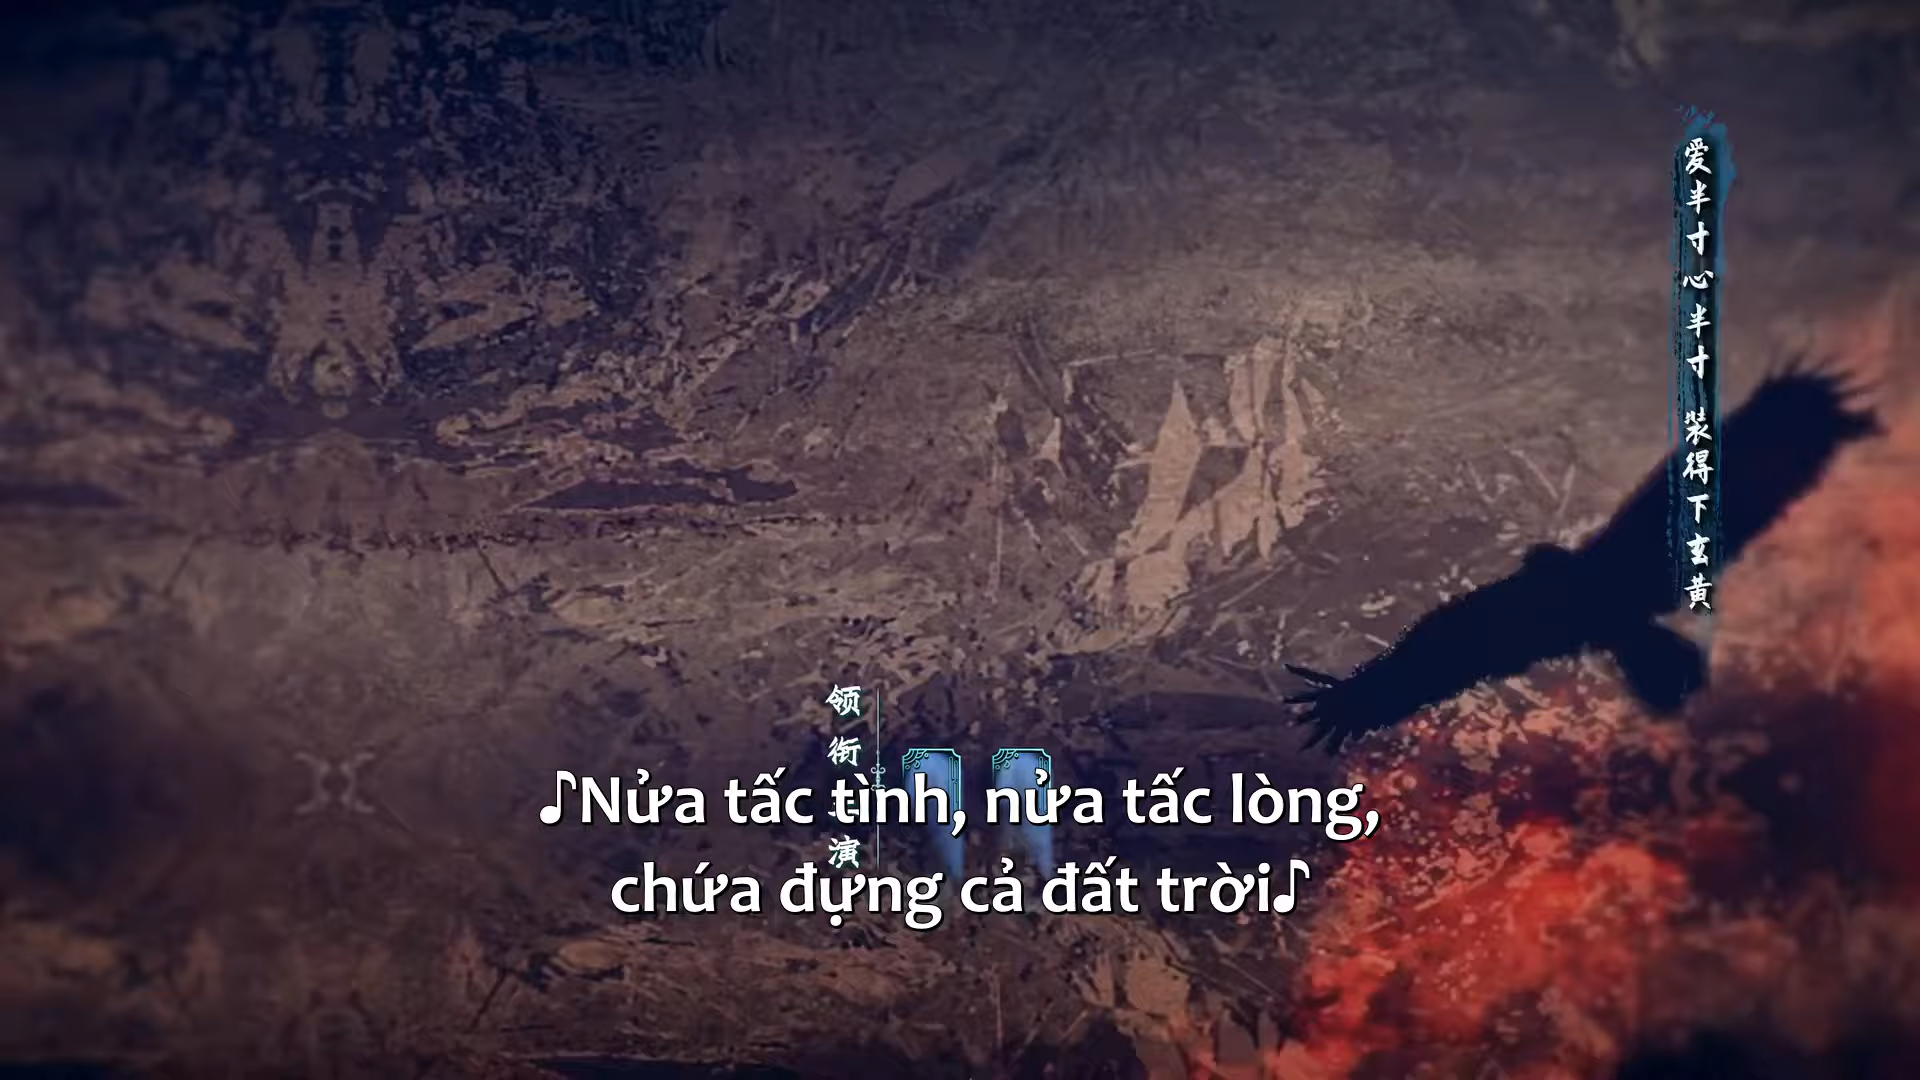 爱半寸心半寸 装得下玄黄
领衔主演
♪Nửa tấc tình, nửa tấc lòng,
chứa đựng cả đất trời♪